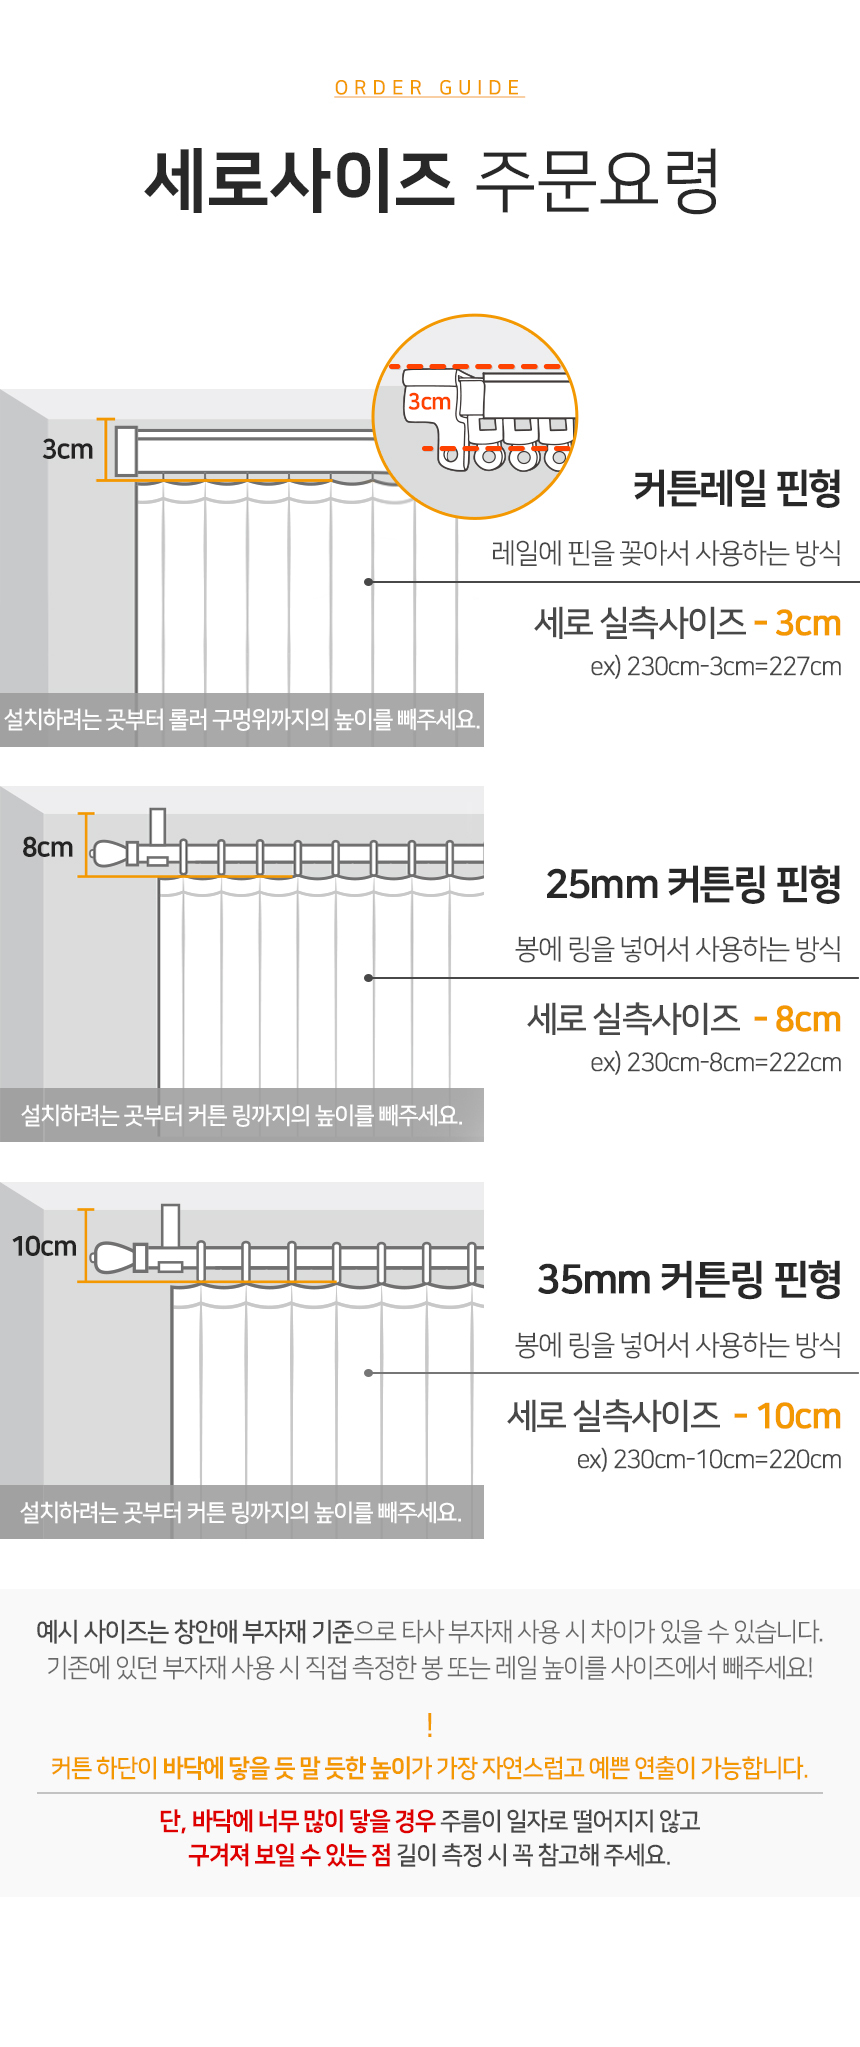 ORDER GUIDE
세로사이즈 주문요령
3cm
3cm
커튼레일 핀형
레일에 핀을 꽂아서 사용하는 방식
세로 실측사이즈 - 3cm
ex) 230cm-3cm=227cm
설치하려는 곳부터 롤러 구멍위까지의 높이를 빼주세요.
8cm
25mm 커튼링 핀형
봉에 링을 넣어서 사용하는 방식
세로 실측사이즈 - 8cm
ex) 230cm-8cm=222cm
설치하려는 곳부터 커튼 링까지의 높이를 빼주세요.
10cm
35mm 커튼링 핀형
봉에 링을 넣어서 사용하는 방식
세로 실측사이즈 - 10cm
ex) 230cm-10cm=220cm
설치하려는 곳부터 커튼 링까지의 높이를 빼주세요.
예시 사이즈는 창안애 부자재 기준으로 타사 부자재 사용 시 차이가 있을 수 있습니다.
기존에 있던 부자재 사용 시 직접 측정한 봉 또는 레일 높이를 사이즈에서 빼주세요!
!
커튼 하단이 바닥에 닿을 듯 말 듯한 높이가 가장 자연스럽고 예쁜 연출이 가능합니다.
단, 바닥에 너무 많이 닿을 경우 주름이 일자로 떨어지지 않고
구겨져 보일 수 있는 점 길이 측정 시 꼭 참고해 주세요.